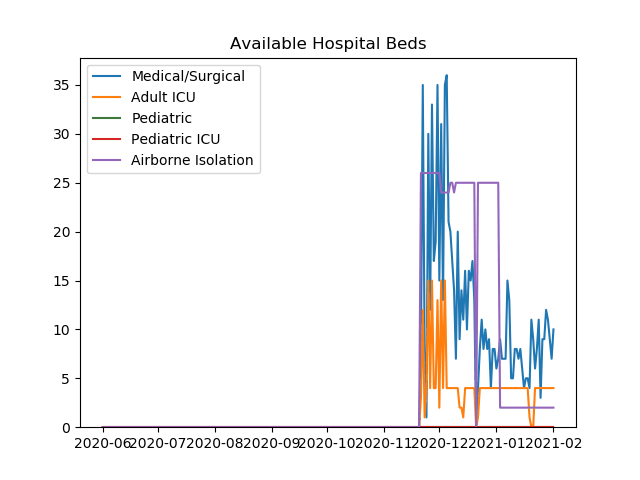 Available Hospital Beds
Medical/Surgical
Adult ICU
Pediatric
Pediatric ICU
Airborne Isolation
35
30
25
20
15
10
5
0
2020-06 2020-07 2020-08 2020-09 2020-10 2020-11 2020-12 2021-01 2021-02